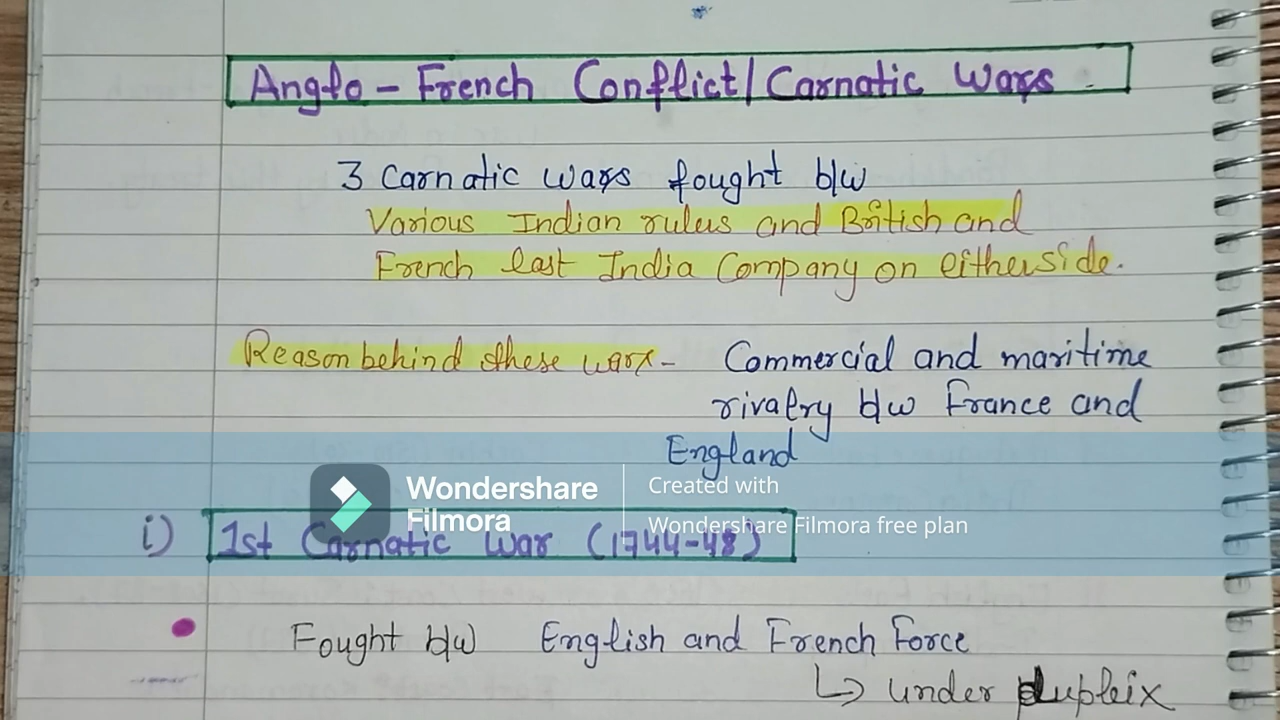 Anglo - French Conflict/Carnatic Wars
3 Carnatic wars fought b/w
Various Indian rulers and British and
French East India Company on eitherside.
Reason behind these wars - Commercial and maritime
rivalry b/w France and
England
Wondershare
Filmora
Created with
Wondershare Filmora free plan
i) 1st Carnatic War (1744-48)
Fought b/w English and French Force
↳ under Dupleix